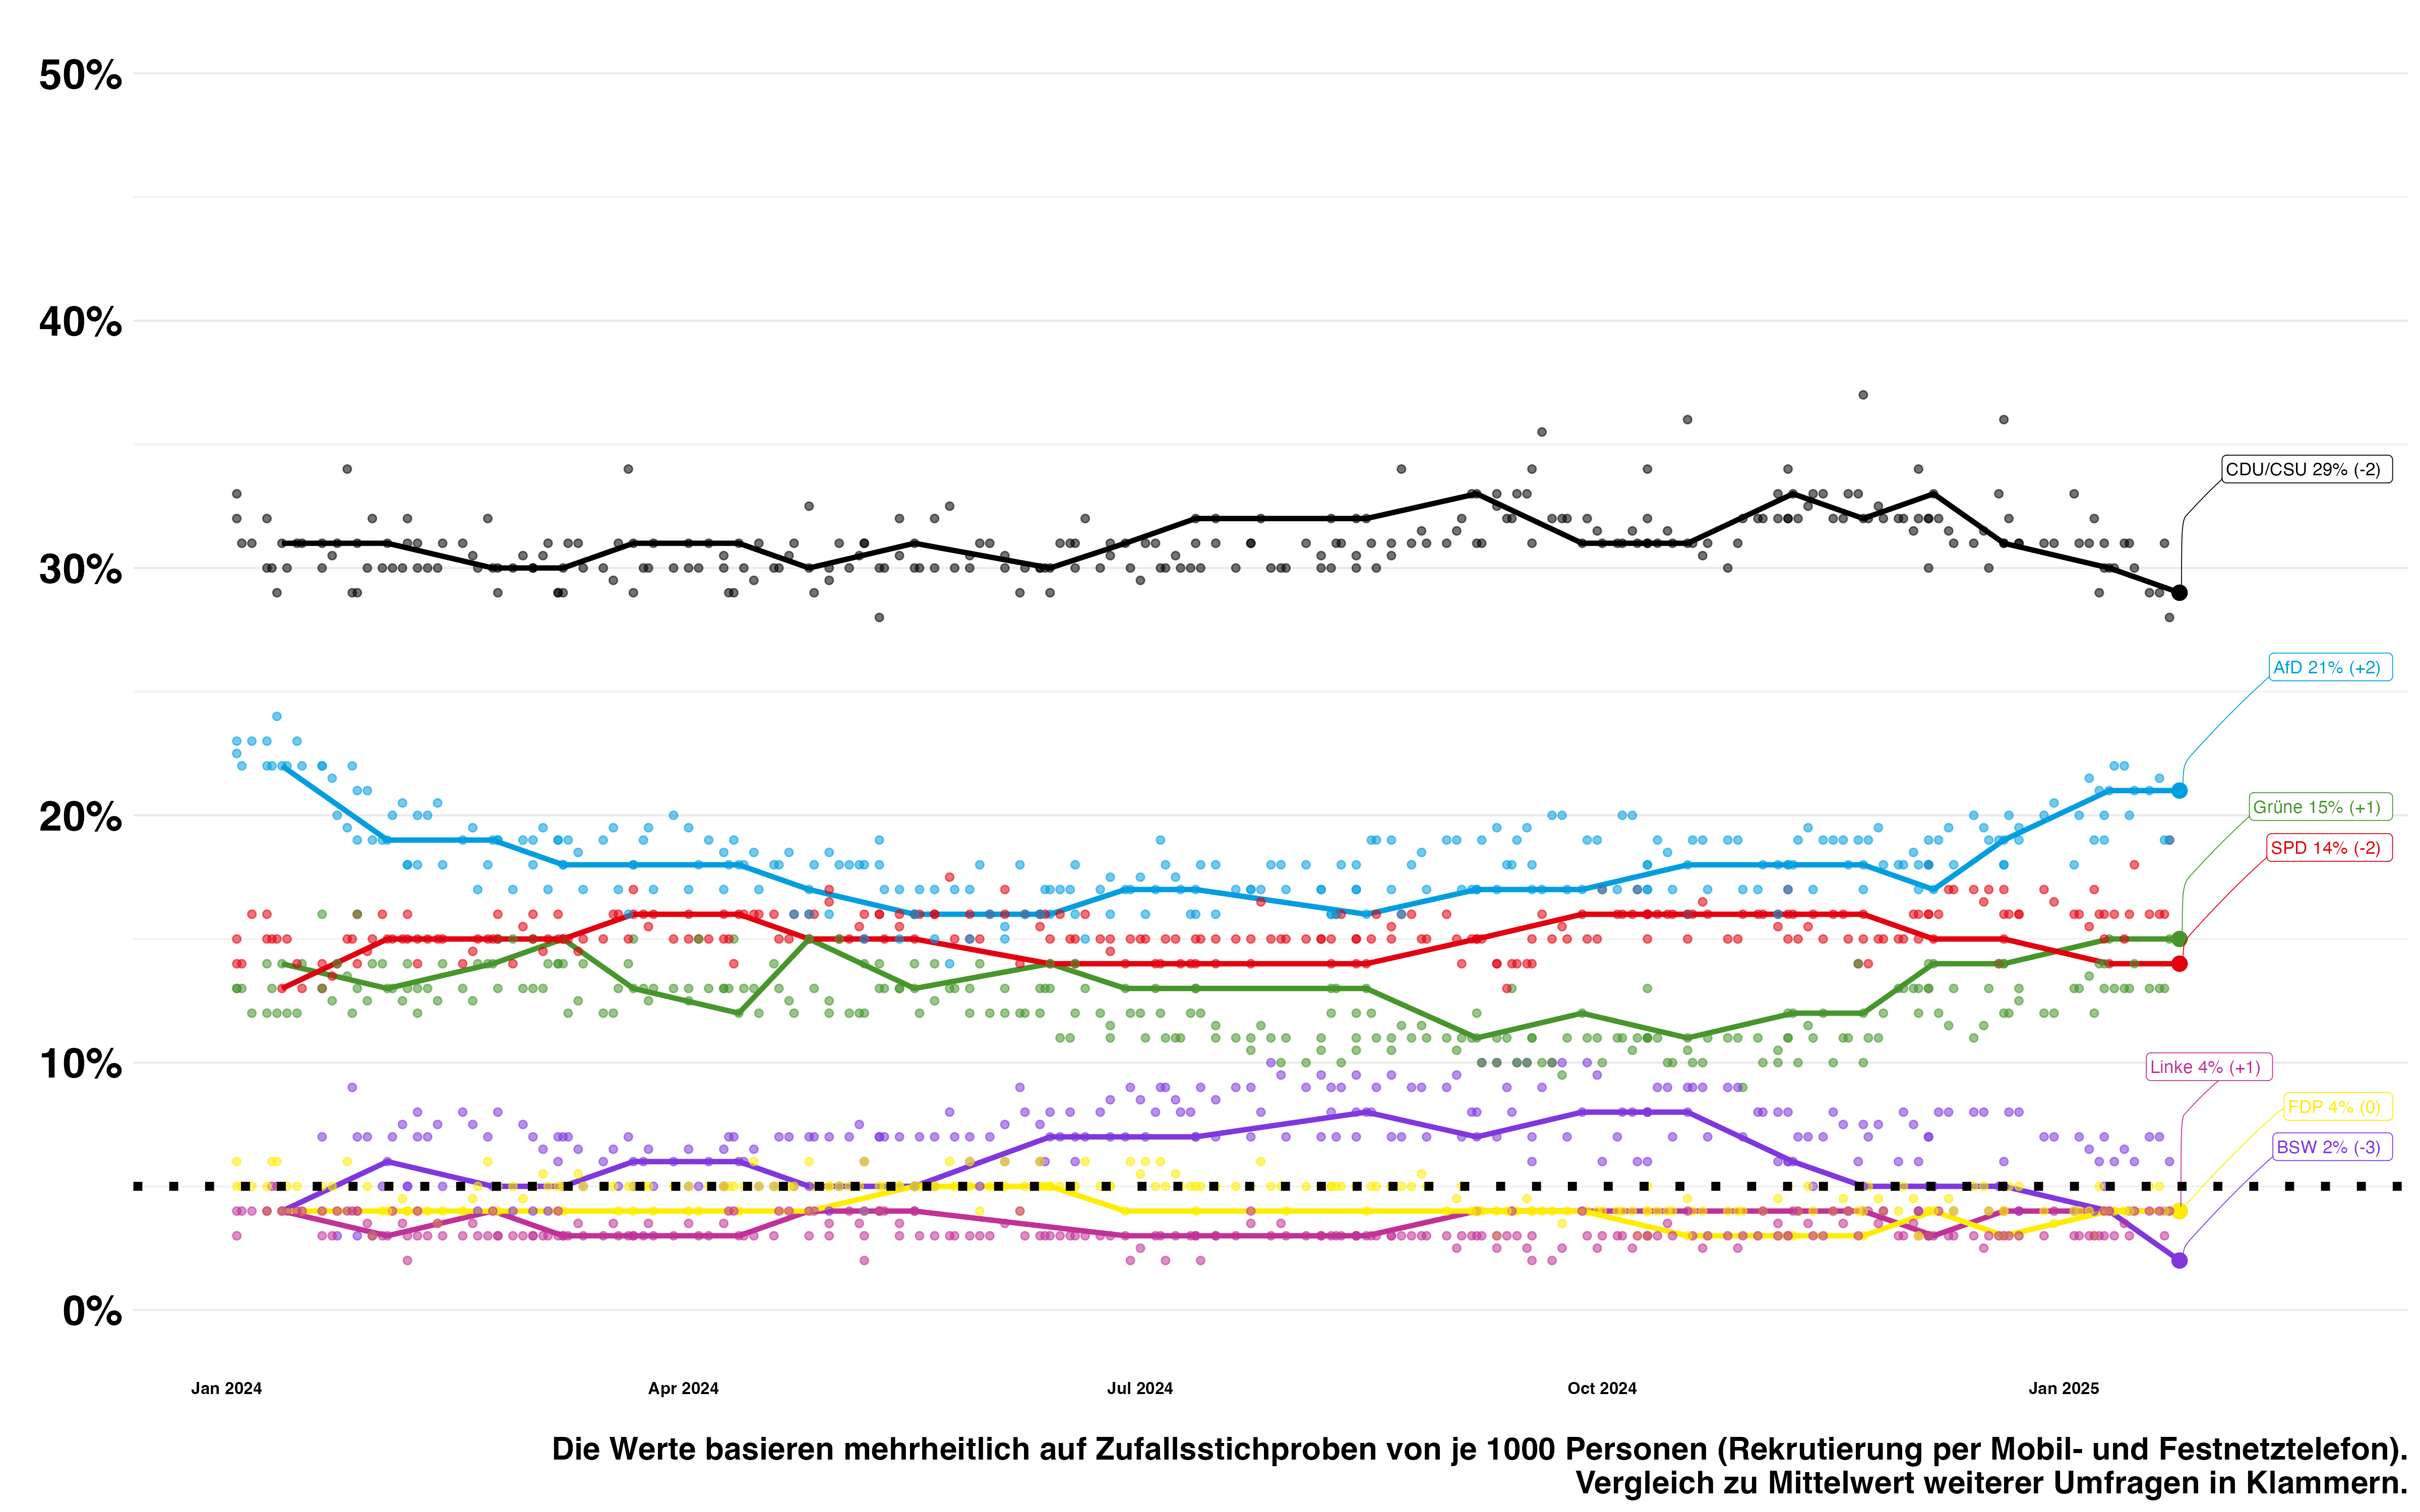 50%
40%
30%
20%
10%
0%
CDU/CSU 29% (-2)
AfD 21% (+2)
Grüne 15% (+1)
SPD 14% (-2)
Linke 4% (+1)
FDP 4% (0)
BSW 2% (-3)
Jan 2024
Apr 2024
Jul 2024
Oct 2024
Jan 2025
Die Werte basieren mehrheitlich auf Zufallsstichproben von je 1000 Personen (Rekrutierung per Mobil- und Festnetztelefon).
Vergleich zu Mittelwert weiterer Umfragen in Klammern.